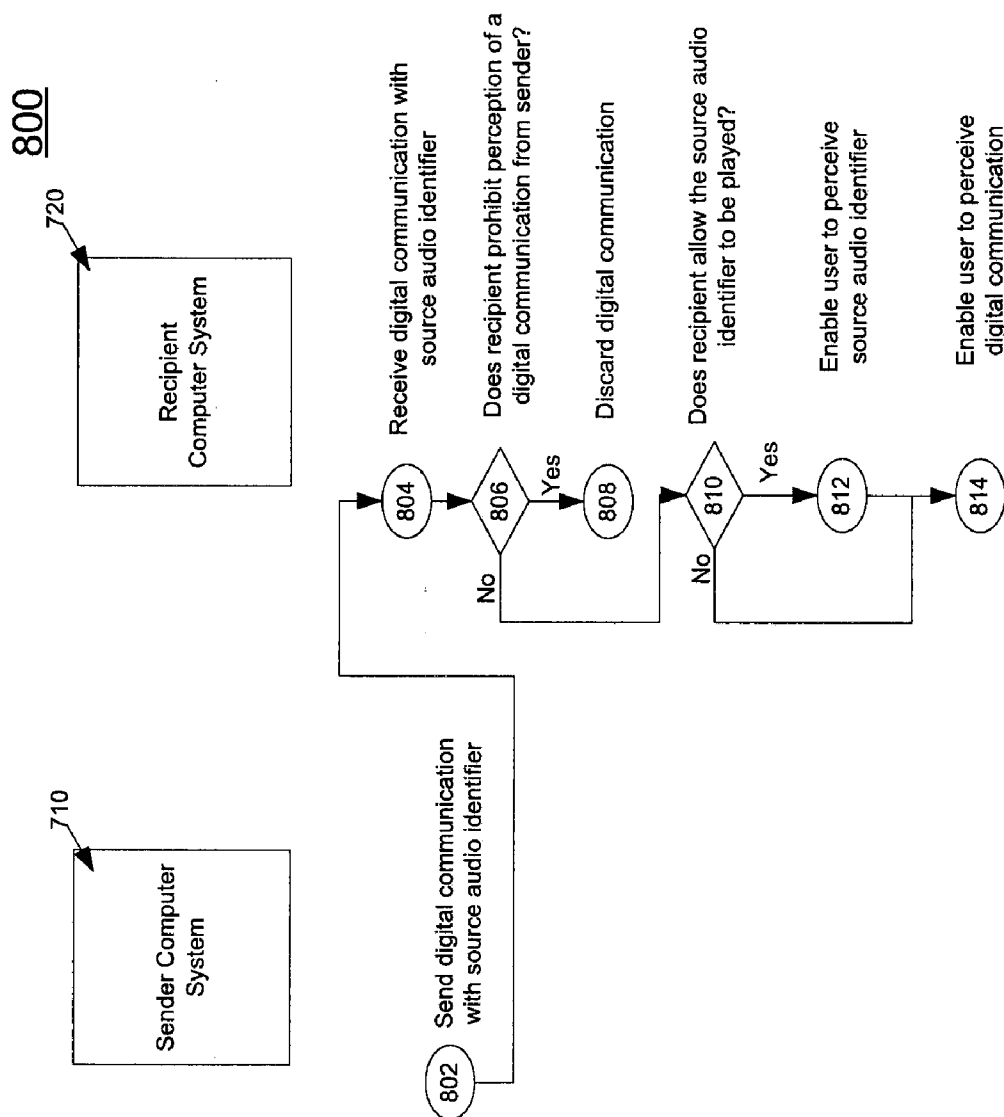 800
710
Sender Computer
System
720
Recipient
Computer System
802
Send digital communication
with source audio identifier
804
Receive digital communication with
source audio identifier
806
Does recipient prohibit perception of a
digital communication from sender?
Yes
No
808
Discard digital communication
810
Does recipient allow the source audio
identifier to be played?
Yes
No
812
Enable user to perceive
source audio identifier
814
Enable user to perceive
digital communication